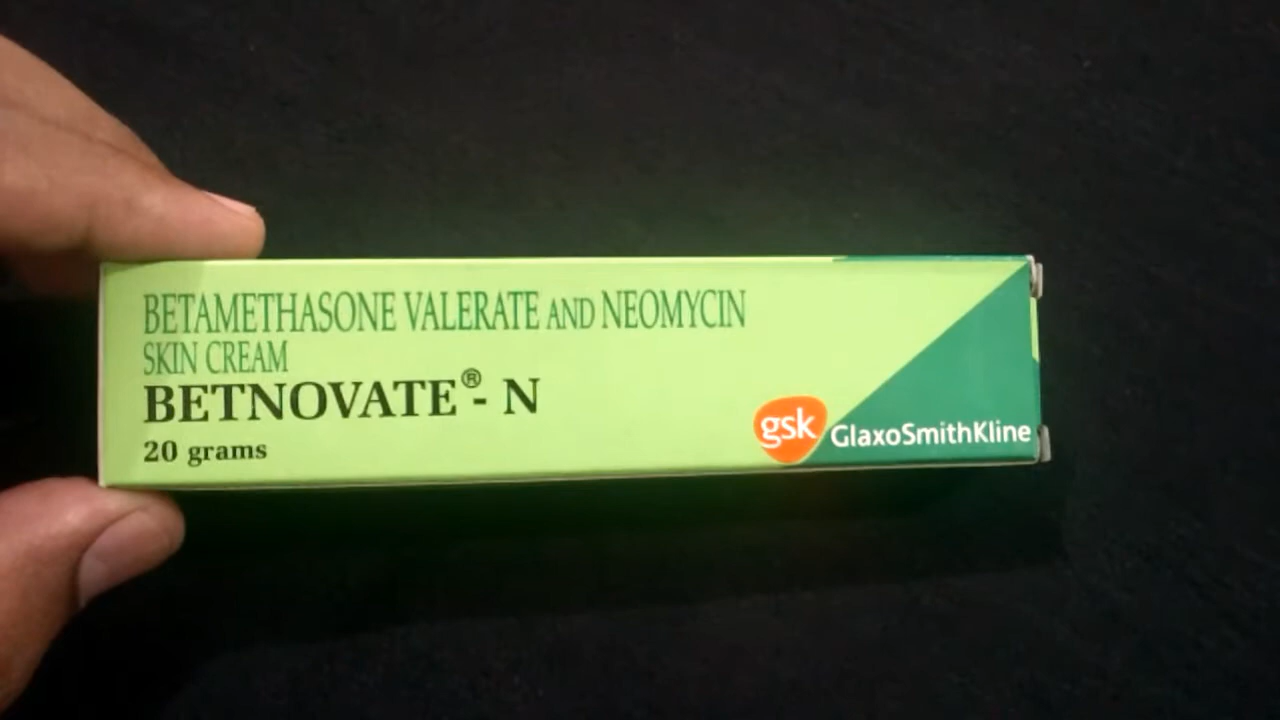 BETAMETHASONE VALERATE AND NEOMYCIN
SKIN CREAM
BETNOVATE®- N
20 grams
gsk GlaxoSmithKline